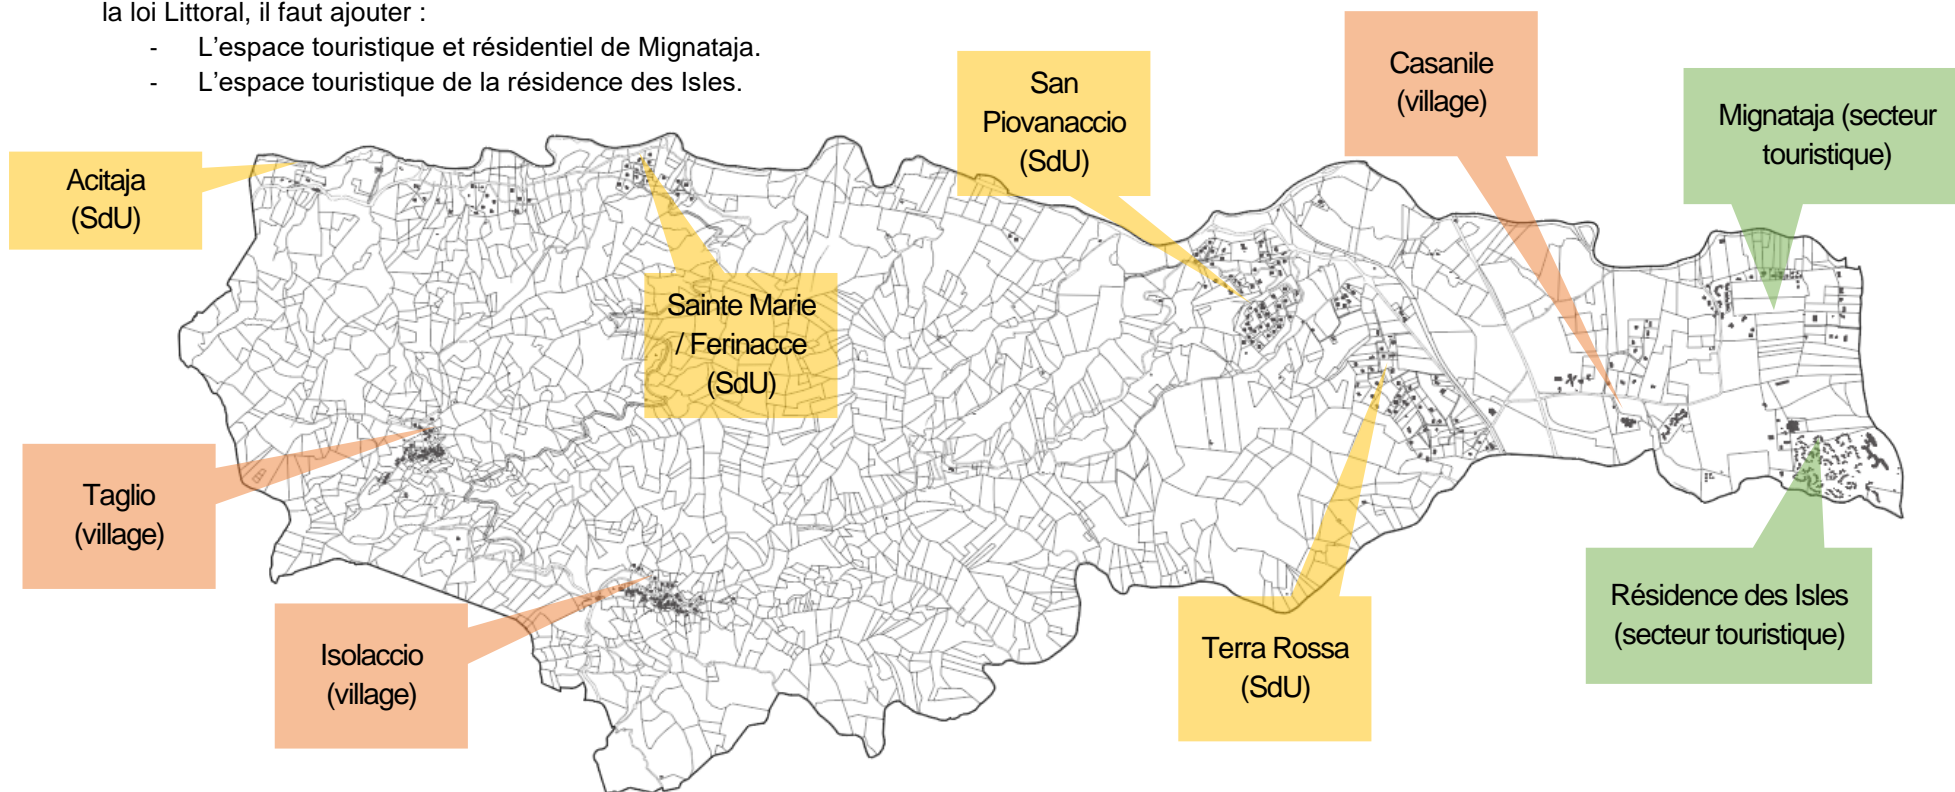 la loi Littoral, il faut ajouter :
- L'espace touristique et résidentiel de Mignataja.
- L'espace touristique de la résidence des Isles.
Casanile
(village)
San
Piovanaccio
(SdU)
Mignataja (secteur
touristique)
Acitaja
(SdU)
Sainte Marie
/ Ferinacce
(SdU)
Taglio
(village)
Isolaccio
(village)
Terra Rossa
(SdU)
Résidence des Isles
(secteur touristique)